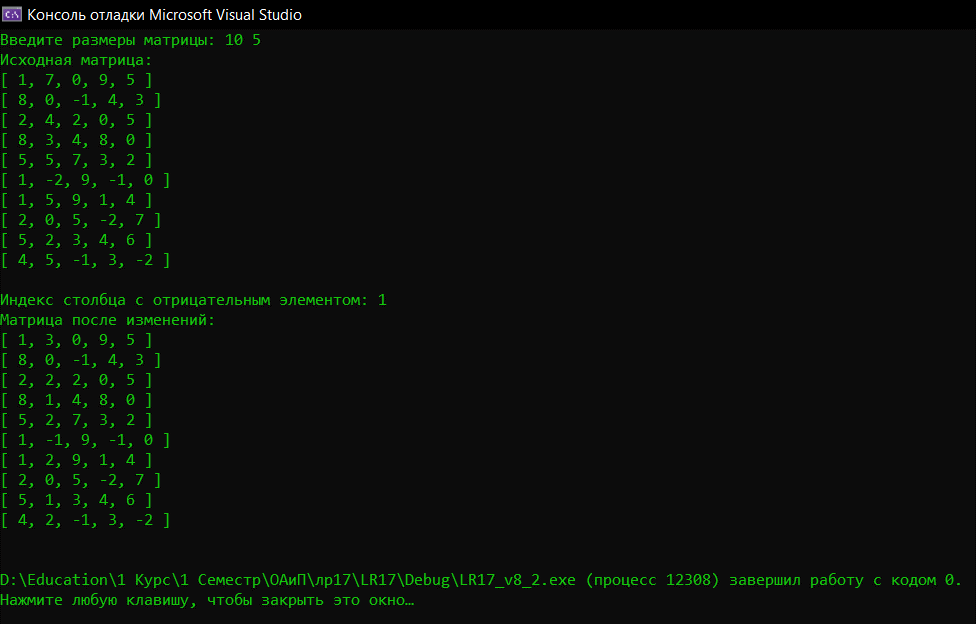 Консоль отладки Microsoft Visual Studio
Введите размеры матрицы: 10 5
Исходная матрица:
[ 1, 7, 0, 9, 5 ]
[ 8, 0, -1, 4, 3 ]
[ 2, 4, 2, 0, 5 ]
[ 8, 3, 4, 8, 0 ]
[ 5, 5, 7, 3, 2 ]
[ 1, -2, 9, -1, 0 ]
[ 1, 5, 9, 1, 4 ]
[ 2, 0, 5, -2, 7 ]
[ 5, 2, 3, 4, 6 ]
[ 4, 5, -1, 3, -2 ]
Индекс столбца с отрицательным элементом: 1
Матрица после изменений:
[ 1, 3, 0, 9, 5 ]
[ 8, 0, -1, 4, 3 ]
[ 2, 2, 2, 0, 5 ]
[ 8, 1, 4, 8, 0 ]
[ 5, 2, 7, 3, 2 ]
[ 1, -1, 9, -1, 0 ]
[ 1, 2, 9, 1, 4 ]
[ 2, 0, 5, -2, 7 ]
[ 5, 1, 3, 4, 6 ]
[ 4, 2, -1, 3, -2 ]
D:\Education\1 Курс\1 Семестр\ОАиП\лр17\LR17\Debug\LR17_v8_2.exe (процесс 12308) завершил работу с кодом 0.
Нажмите любую клавишу, чтобы закрыть это окно…